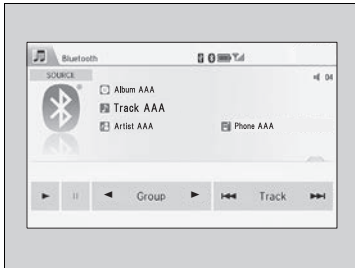 Bluetooth
SOURCE
04
Album AAA
Track AAA
Artist AAA
Phone AAA
Group
Track